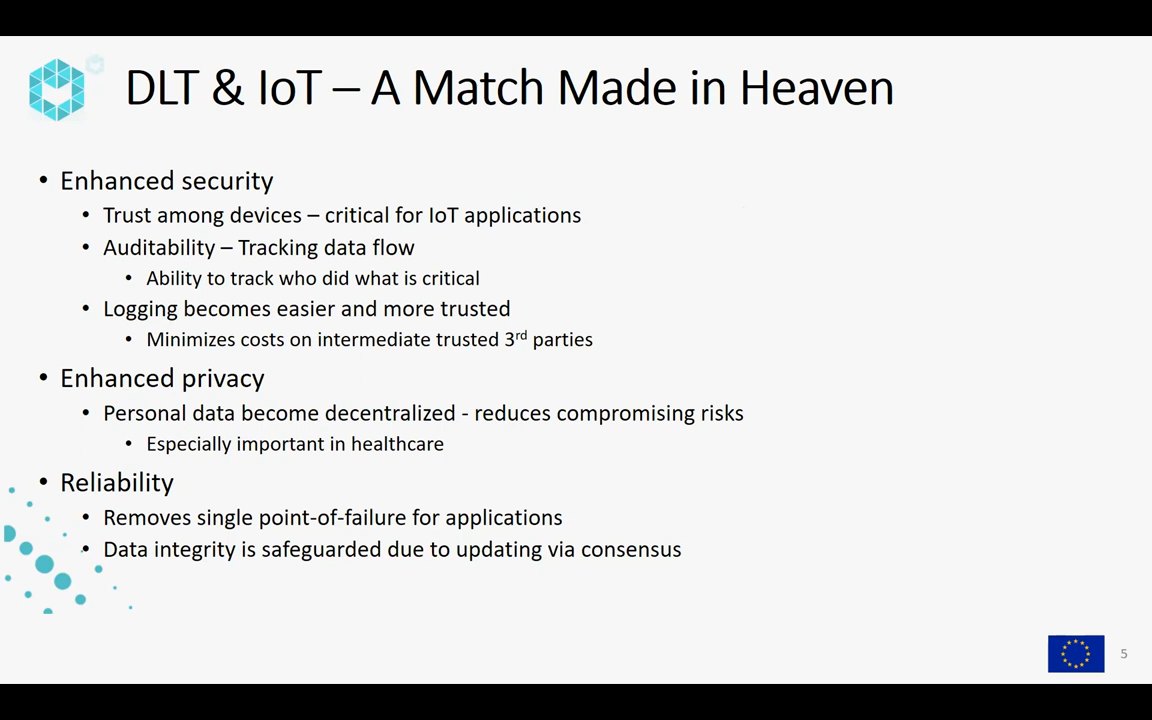 DLT & IoT – A Match Made in Heaven
• Enhanced security
• Trust among devices – critical for IoT applications
• Auditability – Tracking data flow
• Ability to track who did what is critical
• Logging becomes easier and more trusted
• Minimizes costs on intermediate trusted 3rd parties
• Enhanced privacy
• Personal data become decentralized - reduces compromising risks
• Especially important in healthcare
• Reliability
• Removes single point-of-failure for applications
• Data integrity is safeguarded due to updating via consensus
5